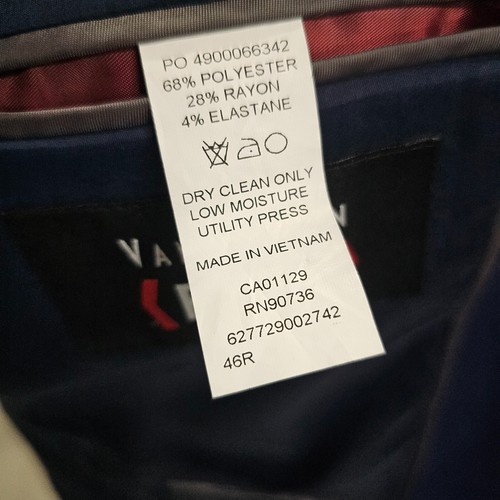 PO 4900066342
68% POLYESTER
28% RAYON
4% ELASTANE
DRY CLEAN ONLY
LOW MOISTURE
UTILITY PRESS
MADE IN VIETNAM
CA01129
RN90736
627729002742
46R